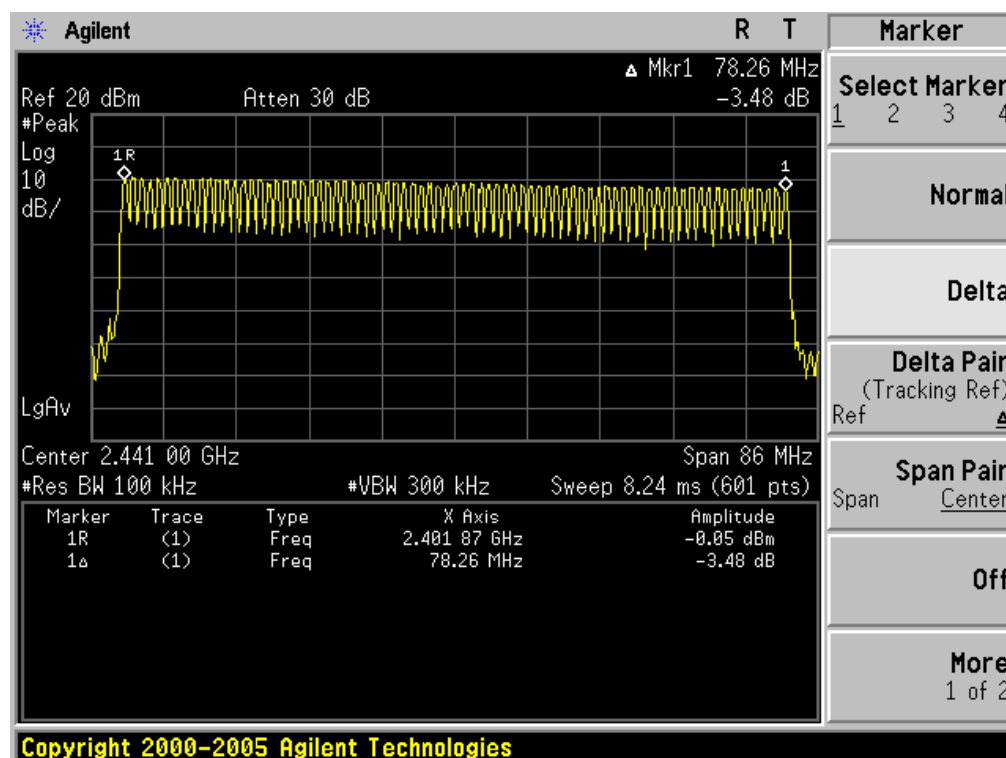 Agilent R T
Δ Mkr1 78.26 MHz
Ref 20 dBm Atten 30 dB -3.48 dB
#Peak
Log
10
dB/
1R
1
LgAv
Center 2.441 00 GHz Span 86 MHz
#Res BW 100 kHz #VBW 300 kHz Sweep 8.24 ms (601 pts)
Marker Trace Type X Axis Amplitude
1R (1) Freq 2.401 87 GHz -0.05 dBm
1Δ (1) Freq 78.26 MHz -3.48 dB
Marker
Select Marker
1 2 3 4
Normal
Delta
Delta Pair
(Tracking Ref)
Ref Δ
Span Pair
Span Center
Off
More
1 of 2
Copyright 2000-2005 Agilent Technologies